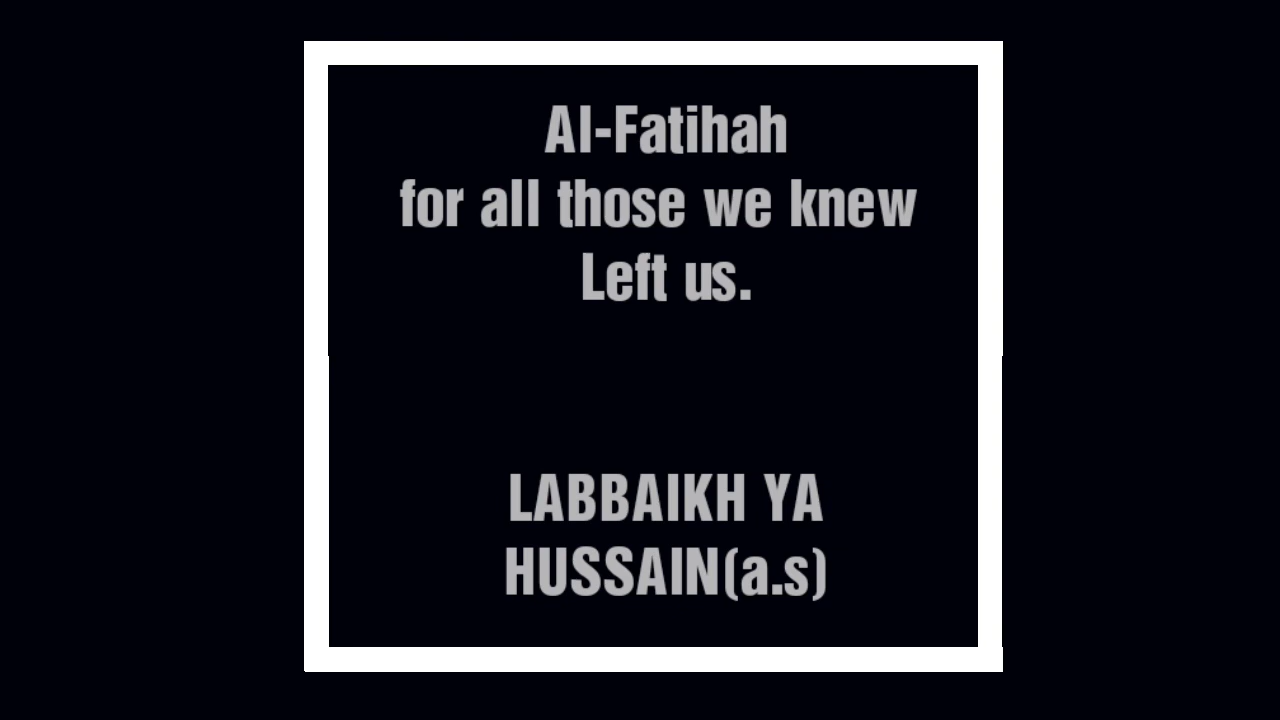 Al-Fatihah
for all those we knew
Left us.
LABBAIKH YA
HUSSAIN(a.s)